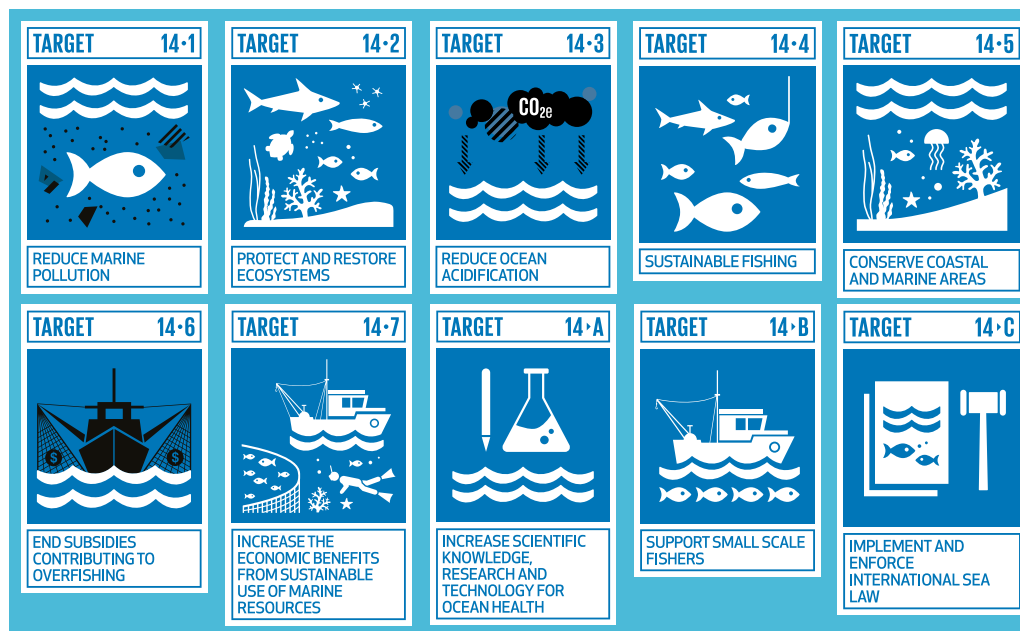 TARGET 14·1
REDUCE MARINE
POLLUTION
TARGET 14·2
PROTECT AND RESTORE
ECOSYSTEMS
TARGET 14·3
CO2e
REDUCE OCEAN
ACIDIFICATION
TARGET 14·4
SUSTAINABLE FISHING
TARGET 14·5
CONSERVE COASTAL
AND MARINE AREAS
TARGET 14·6
$ $
END SUBSIDIES
CONTRIBUTING TO
OVERFISHING
TARGET 14·7
INCREASE THE
ECONOMIC BENEFITS
FROM SUSTAINABLE
USE OF MARINE
RESOURCES
TARGET 14▸A
INCREASE SCIENTIFIC
KNOWLEDGE,
RESEARCH AND
TECHNOLOGY FOR
OCEAN HEALTH
TARGET 14▸B
SUPPORT SMALL SCALE
FISHERS
TARGET 14▸C
IMPLEMENT AND
ENFORCE
INTERNATIONAL SEA
LAW